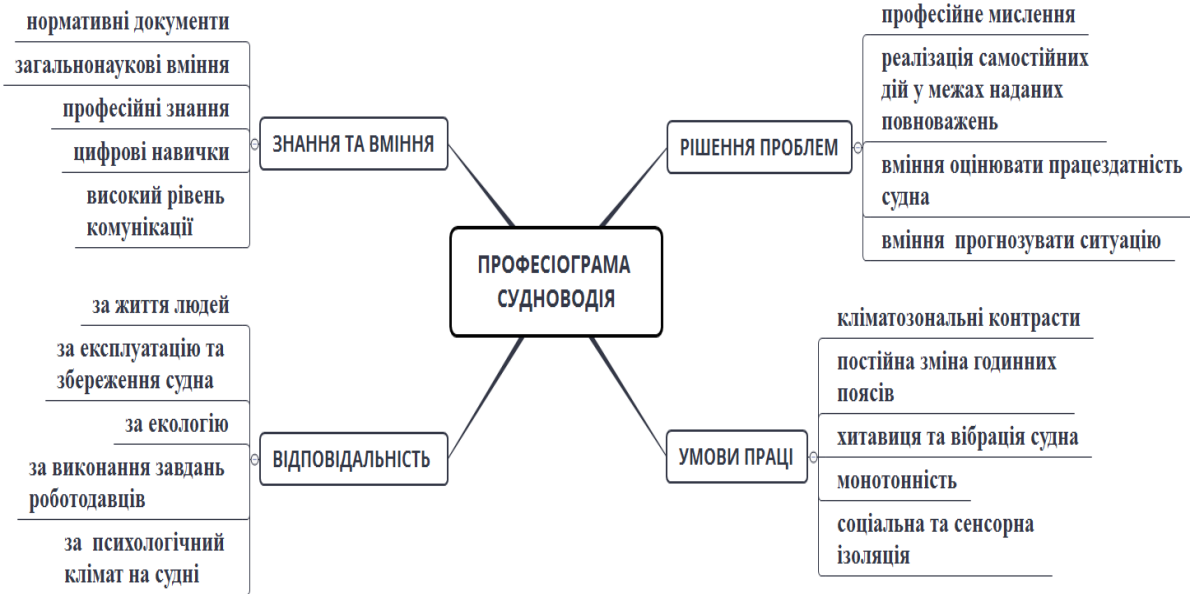 ПРОФЕСІОГРАМА
СУДНОВОДІЯ
ЗНАННЯ ТА ВМІННЯ
нормативні документи
загальнонаукові вміння
професійні знання
цифрові навички
високий рівень
комунікації
РІШЕННЯ ПРОБЛЕМ
професійне мислення
реалізація самостійних
дій у межах наданих
повноважень
вміння оцінювати працездатність
судна
вміння прогнозувати ситуацію
ВІДПОВІДАЛЬНІСТЬ
за життя людей
за експлуатацію та
збереження судна
за екологію
за виконання завдань
роботодавців
за психологічний
клімат на судні
УМОВИ ПРАЦІ
кліматозональні контрасти
постійна зміна годинних
поясів
хитавиця та вібрація судна
монотонність
соціальна та сенсорна
ізоляція